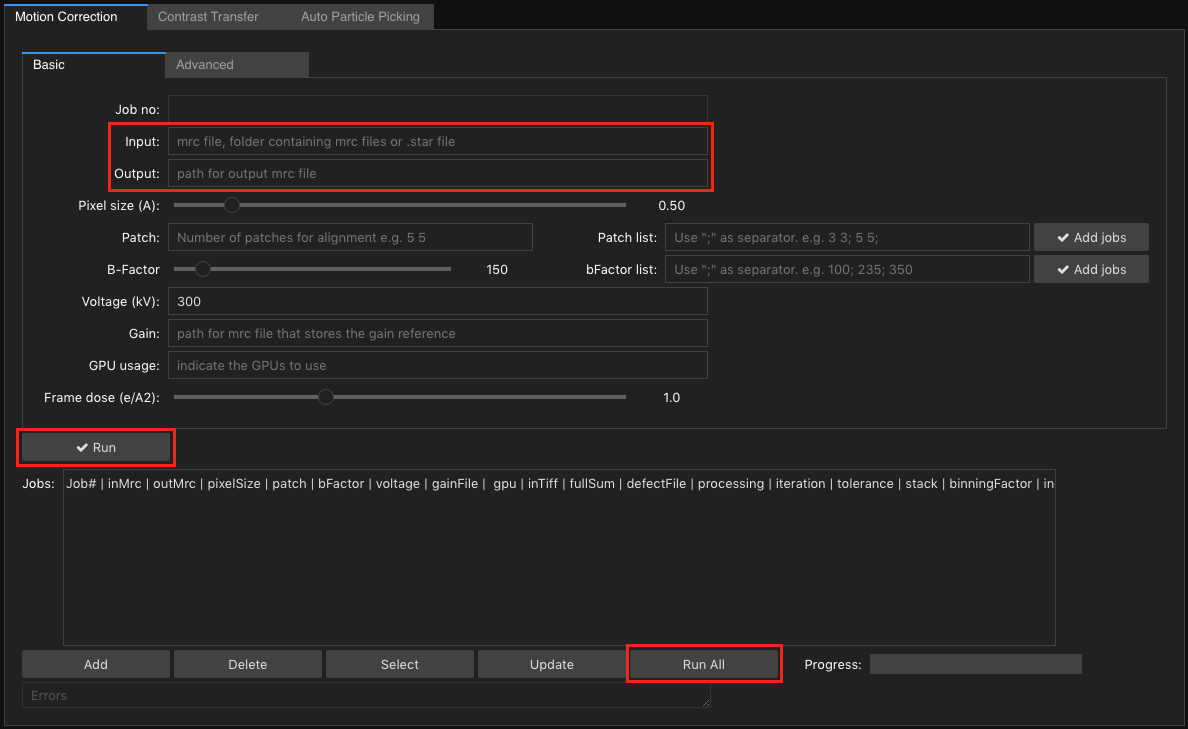 Motion Correction Contrast Transfer Auto Particle Picking
Basic Advanced
Job no:
Input: mrc file, folder containing mrc files or .star file
Output: path for output mrc file
Pixel size (A): 0.50
Patch: Number of patches for alignment e.g. 5 5 Patch list: Use ";" as separator. e.g. 3 3; 5 5; Add jobs
B-Factor 150 bFactor list: Use ";" as separator. e.g. 100; 235; 350 Add jobs
Voltage (kV): 300
Gain: path for mrc file that stores the gain reference
GPU usage: indicate the GPUs to use
Frame dose (e/A2): 1.0
Run
Jobs: Job# | inMrc | outMrc | pixelSize | patch | bFactor | voltage | gainFile | gpu | inTiff | fullSum | defectFile | processing | iteration | tolerance | stack | binningFactor | in
Add Delete Select Update Run All Progress:
Errors